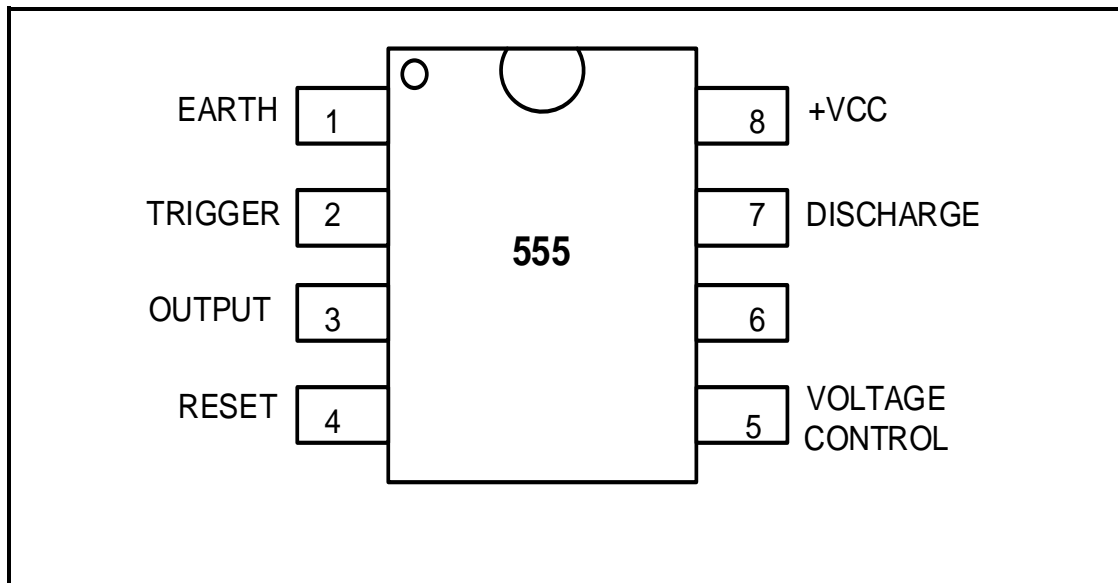 EARTH 1 8 +VCC
TRIGGER 2 7 DISCHARGE
555
OUTPUT 3 6
RESET 4 5 VOLTAGE
CONTROL